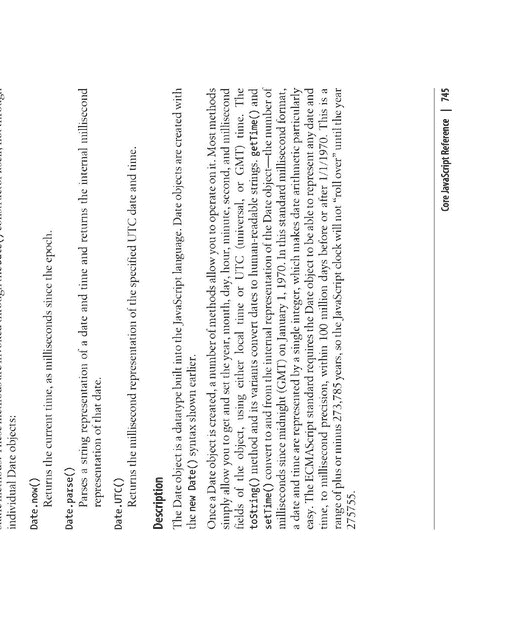 individual Date objects:
Date.now()
Returns the current time, as milliseconds since the epoch.
Date.parse()
Parses a string representation of a date and time and returns the internal millisecond
representation of that date.
Date.UTC()
Returns the millisecond representation of the specified UTC date and time.
Description
The Date object is a datatype built into the JavaScript language. Date objects are created with
the new Date() syntax shown earlier.
Once a Date object is created, a number of methods allow you to operate on it. Most methods
simply allow you to get and set the year, month, day, hour, minute, second, and millisecond
fields of the object, using either local time or UTC (universal, or GMT) time. The
toString() method and its variants convert dates to human-readable strings. getTime() and
setTime() convert to and from the internal representation of the Date object—the number of
milliseconds since midnight (GMT) on January 1, 1970. In this standard millisecond format,
a date and time are represented by a single integer, which makes date arithmetic particularly
easy. The ECMAScript standard requires the Date object to be able to represent any date and
time, to millisecond precision, within 100 million days before or after 1/1/1970. This is a
range of plus or minus 273,785 years, so the JavaScript clock will not “roll over” until the year
275755.
Core JavaScript Reference | 745